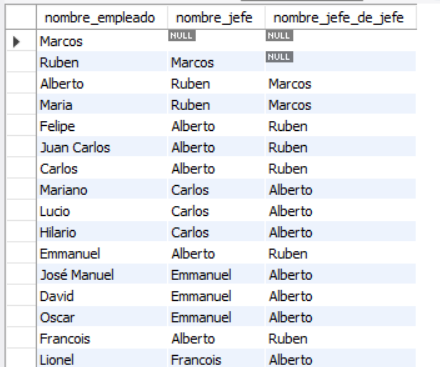 nombre_empleado nombre_jefe nombre_jefe_de_jefe
Marcos NULL NULL
Ruben Marcos NULL
Alberto Ruben Marcos
Maria Ruben Marcos
Felipe Alberto Ruben
Juan Carlos Alberto Ruben
Carlos Alberto Ruben
Mariano Carlos Alberto
Lucio Carlos Alberto
Hilario Carlos Alberto
Emmanuel Alberto Ruben
José Manuel Emmanuel Alberto
David Emmanuel Alberto
Oscar Emmanuel Alberto
Francois Alberto Ruben
Lionel Francois Alberto